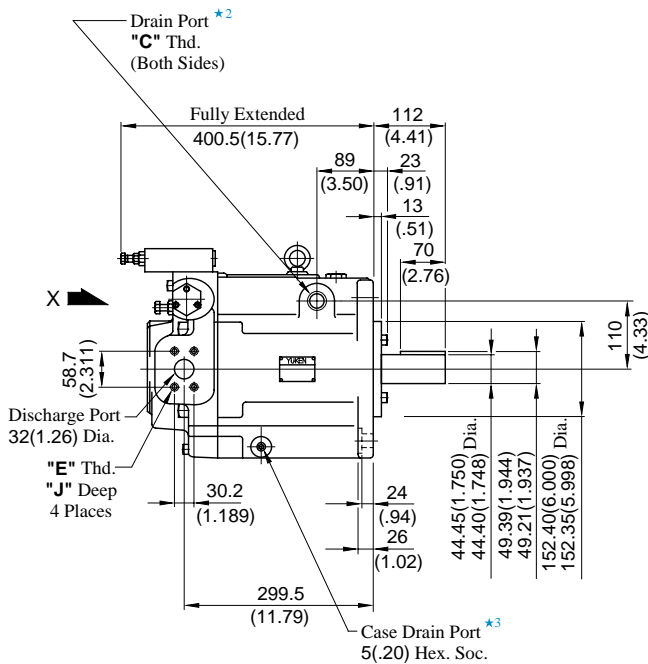 Drain Port ★2
"C" Thd.
(Both Sides)
Fully Extended
400.5(15.77)
112
(4.41)
89
(3.50)
23
(.91)
13
(.51)
70
(2.76)
X
110
(4.33)
58.7
(2.311)
YUKEN
Discharge Port
32(1.26) Dia.
"E" Thd.
"J" Deep
4 Places
30.2
(1.189)
24
(.94)
26
(1.02)
44.45(1.750)
44.40(1.748)
Dia.
49.39(1.944)
49.21(1.937)
152.40(6.000)
152.35(5.998)
Dia.
299.5
(11.79)
Case Drain Port ★3
5(.20) Hex. Soc.